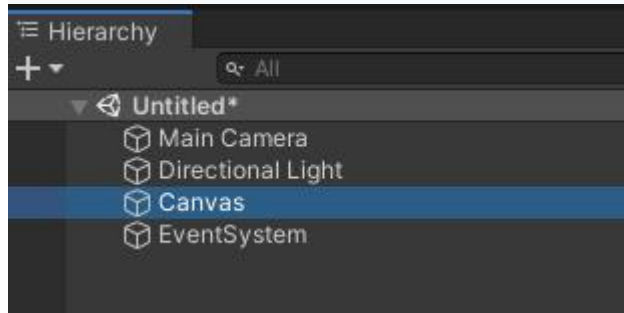 Hierarchy
All
Untitled*
Main Camera
Directional Light
Canvas
EventSystem